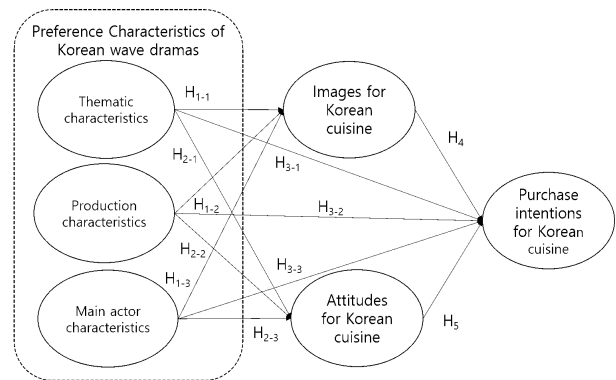 Preference Characteristics of
Korean wave dramas
Thematic
characteristics
Production
characteristics
Main actor
characteristics
H1-1
H2-1
H1-2
H2-2
H1-3
H2-3
H3-1
H3-2
H3-3
Images for
Korean
cuisine
Attitudes
for Korean
cuisine
H4
H5
Purchase
intentions
for Korean
cuisine